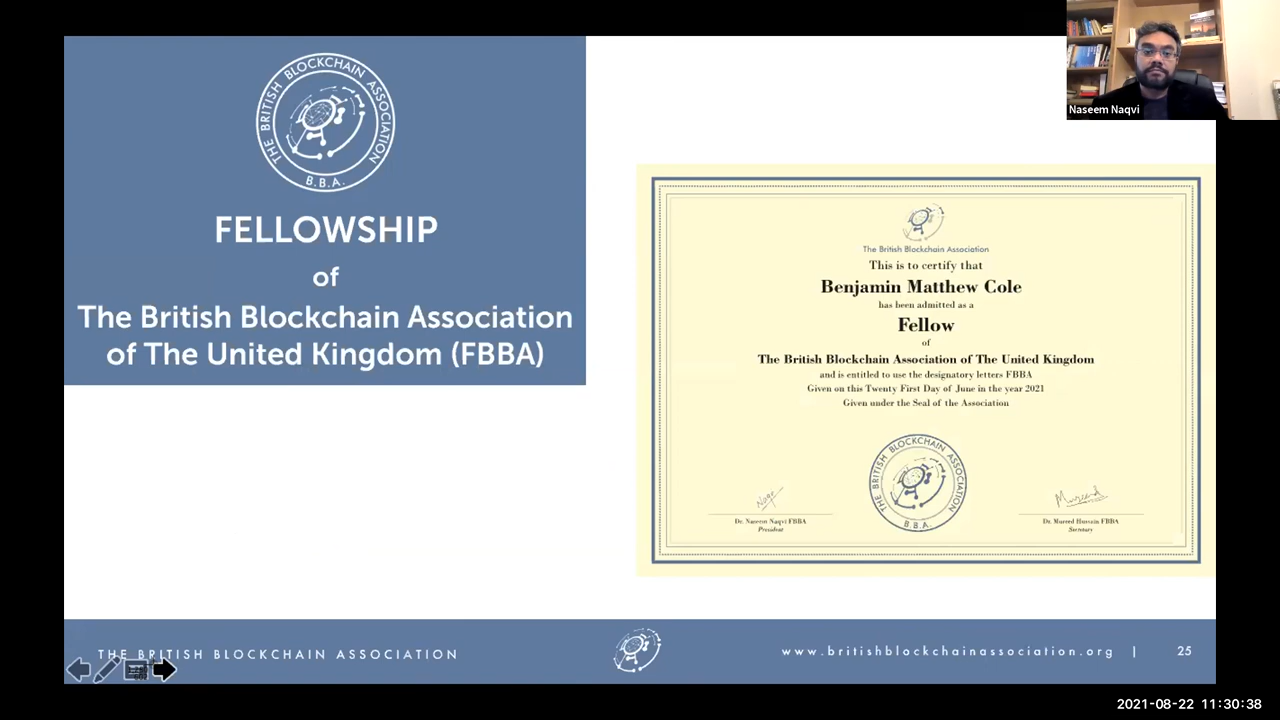 THE BRITISH BLOCKCHAIN ASSOCIATION
B.B.A.
FELLOWSHIP
of
The British Blockchain Association
of The United Kingdom (FBBA)
Naseem Naqvi
The British Blockchain Association
This is to certify that
Benjamin Matthew Cole
has been admitted as a
Fellow
of
The British Blockchain Association of The United Kingdom
and is entitled to use the designatory letters FBBA
Given on this Twenty First Day of June in the year 2021
Given under the Seal of the Association
THE BRITISH BLOCKCHAIN ASSOCIATION
B.B.A.
Dr. Naseem Naqvi FBBA
President
Dr. Mureed Hussain FBBA
Secretary
THE BRITISH BLOCKCHAIN ASSOCIATION
www.britishblockchainassociation.org | 25
2021-08-22 11:30:38